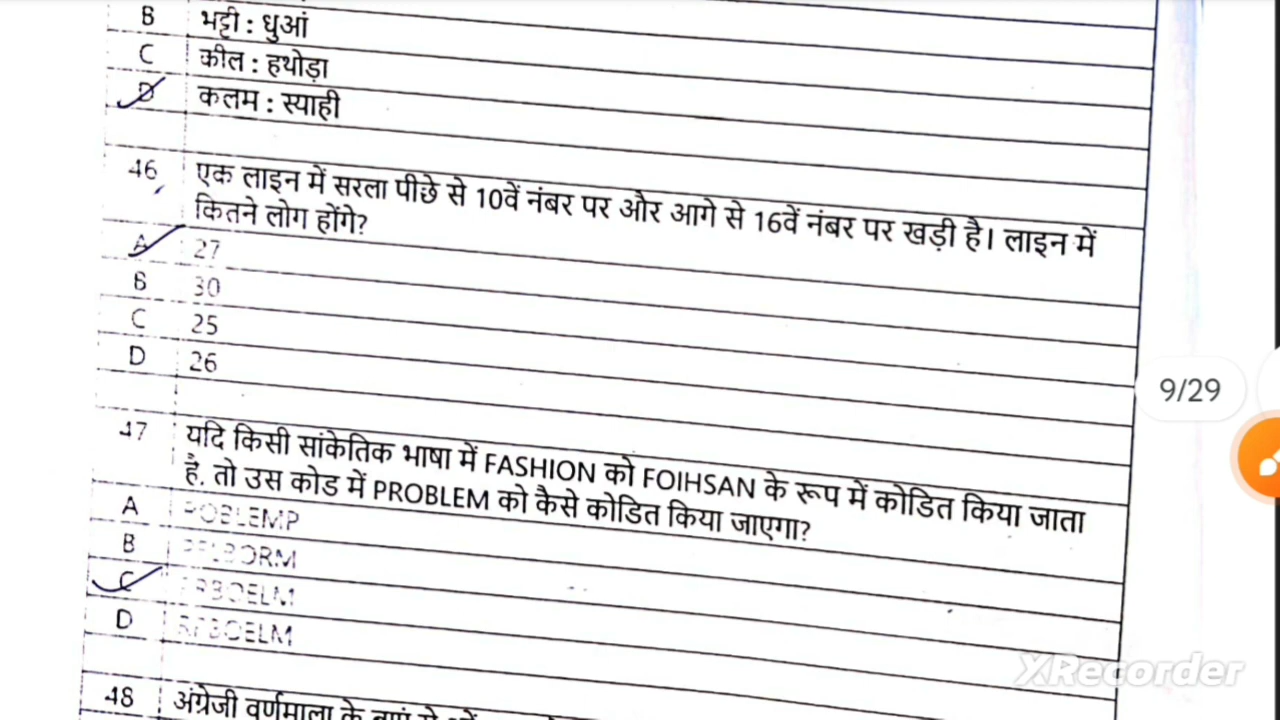 B भट्टी : धुआं
C कील : हथोड़ा
D कलम : स्याही
46 एक लाइन में सरला पीछे से 10वें नंबर पर और आगे से 16वें नंबर पर खड़ी है। लाइन में
कितने लोग होंगे?
A 27
B 30
C 25
D 26
9/29
47 यदि किसी सांकेतिक भाषा में FASHION को FOIHSAN के रूप में कोडित किया जाता
है. तो उस कोड में PROBLEM को कैसे कोडित किया जाएगा?
A
B
C
D
XRecorder
48 अंग्रेजी वर्णमाला के